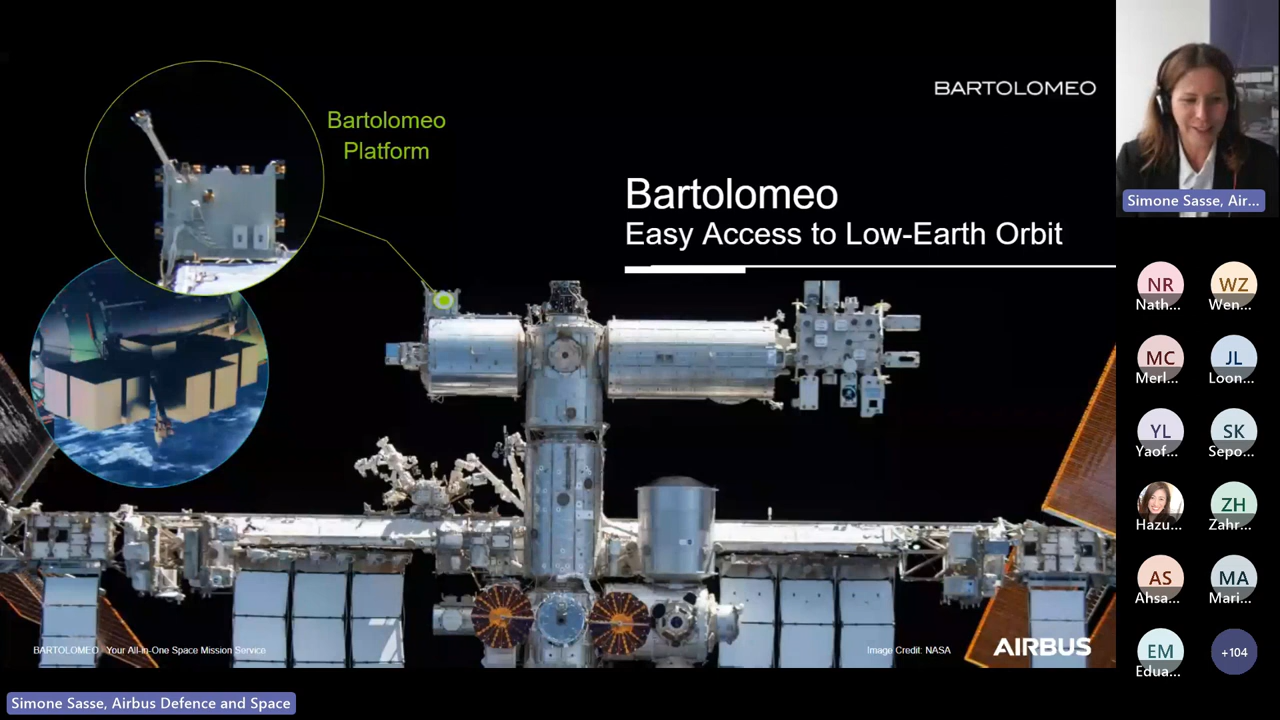 Bartolomeo
Platform
BARTOLOMEO
Bartolomeo
Easy Access to Low-Earth Orbit
BARTOLOMEO - Your All-in-One Space Mission Service
Image Credit: NASA
AIRBUS
Simone Sasse, Airbus Defence and Space
Simone Sasse, Air...
NR
Nath...
WZ
Wen...
MC
Merl...
JL
Loon...
YL
Yaof...
SK
Sepo...
Hazu...
ZH
Zahr...
AS
Ahsa...
MA
Mari...
EM
Edua...
+104